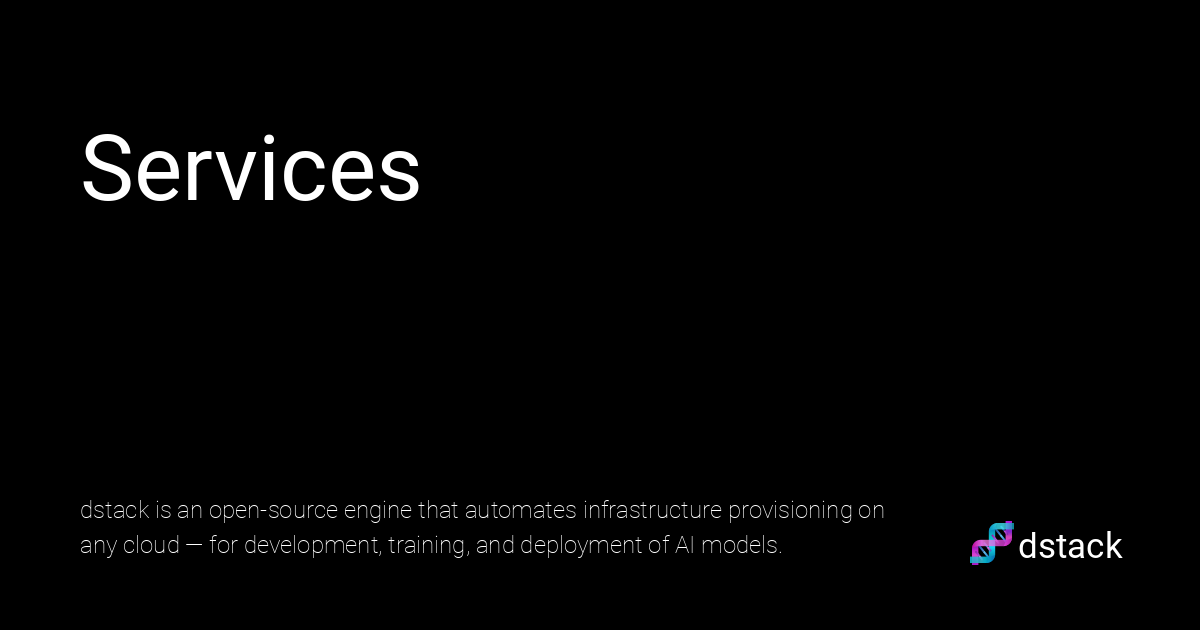 Services
dstack is an open-source engine that automates infrastructure provisioning on
any cloud — for development, training, and deployment of AI models.
dstack